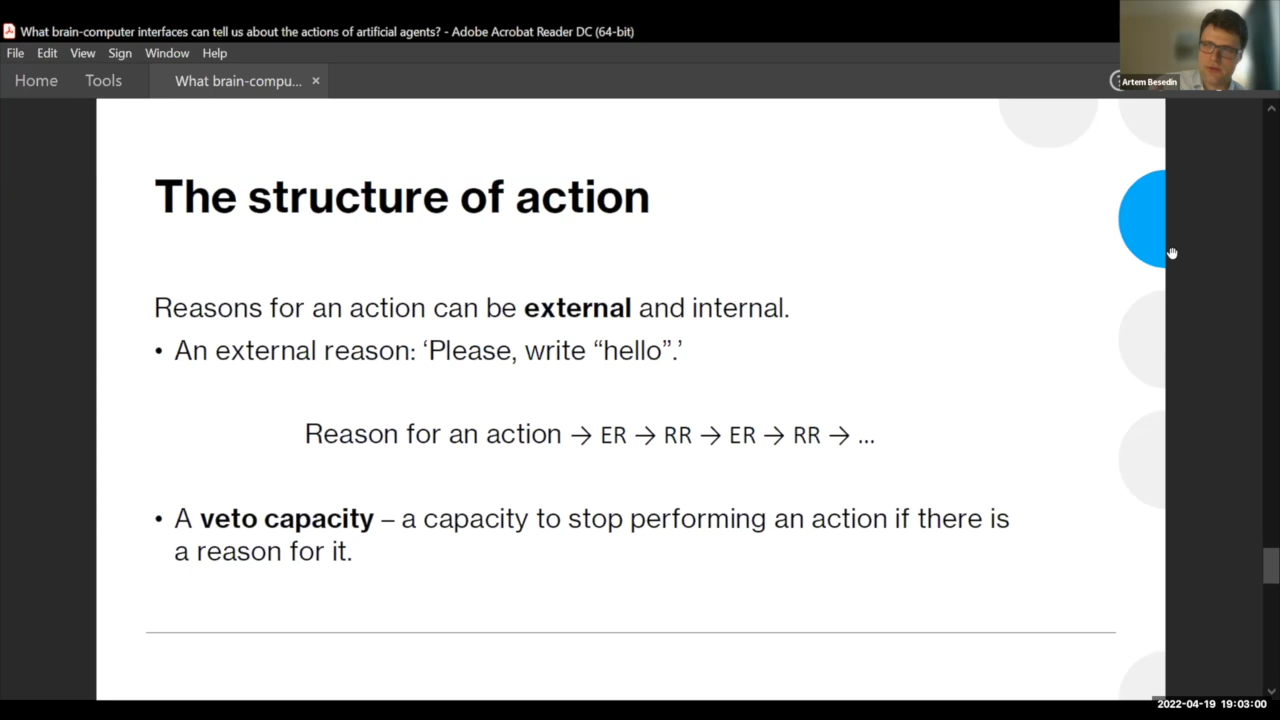 What brain-computer interfaces can tell us about the actions of artificial agents? - Adobe Acrobat Reader DC (64-bit)
File Edit View Sign Window Help
Home Tools What brain-compu... ×
Artem Besedin
The structure of action
Reasons for an action can be external and internal.
• An external reason: ‘Please, write “hello”.’
Reason for an action → ER → RR → ER → RR → ...
• A veto capacity – a capacity to stop performing an action if there is
a reason for it.
2022-04-19 19:03:00